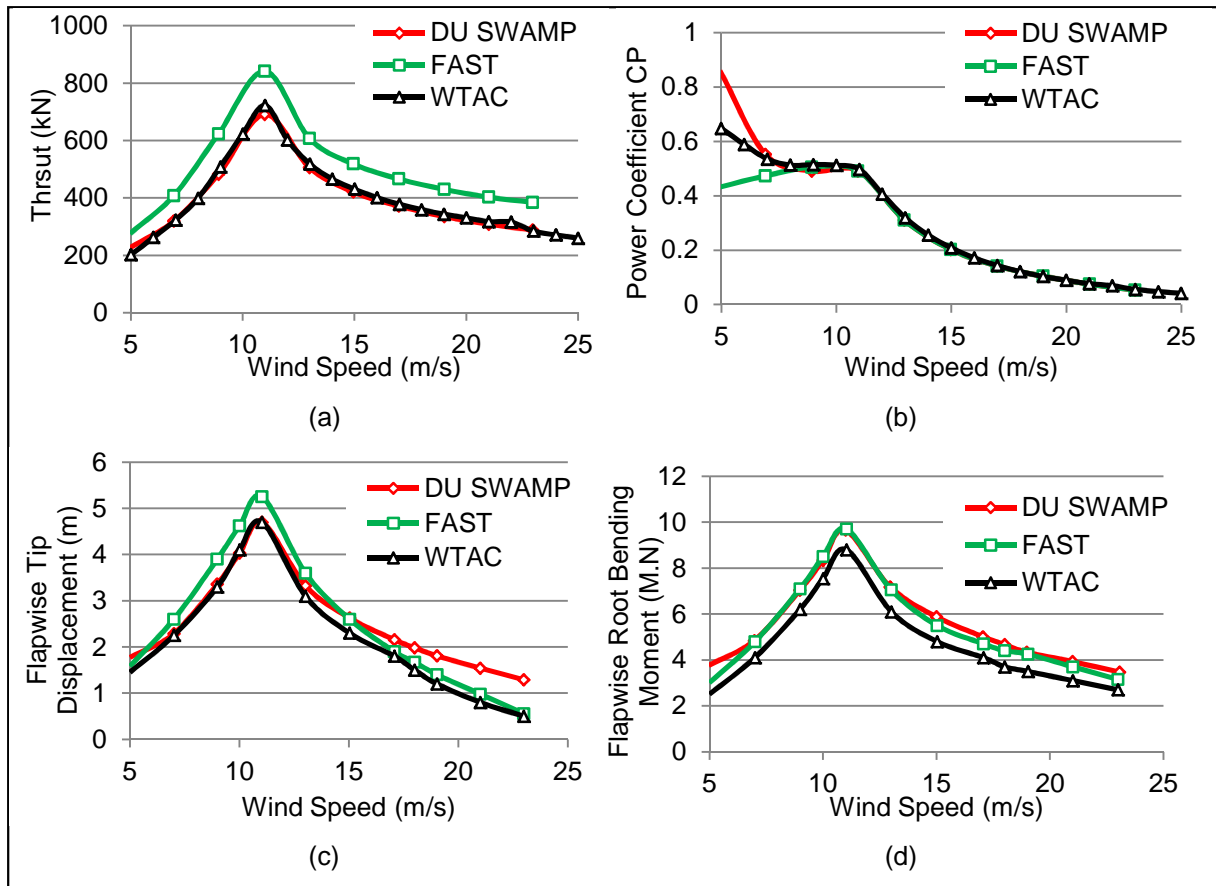 1000
800
600
400
200
0
Thrsut (kN)
DU SWAMP
FAST
WTAC
5 10 15 20 25
Wind Speed (m/s)
(a)
1
0.8
0.6
0.4
0.2
0
Power Coefficient CP
DU SWAMP
FAST
WTAC
5 10 15 20 25
Wind Speed (m/s)
(b)
6
5
4
3
2
1
0
Flapwise Tip
Displacement (m)
DU SWAMP
FAST
WTAC
5 10 15 20 25
Wind Speed (m/s)
(c)
12
10
8
6
4
2
0
Flapwise Root Bending
Moment (M.N)
DU SWAMP
FAST
WTAC
5 10 15 20 25
Wind Speed (m/s)
(d)